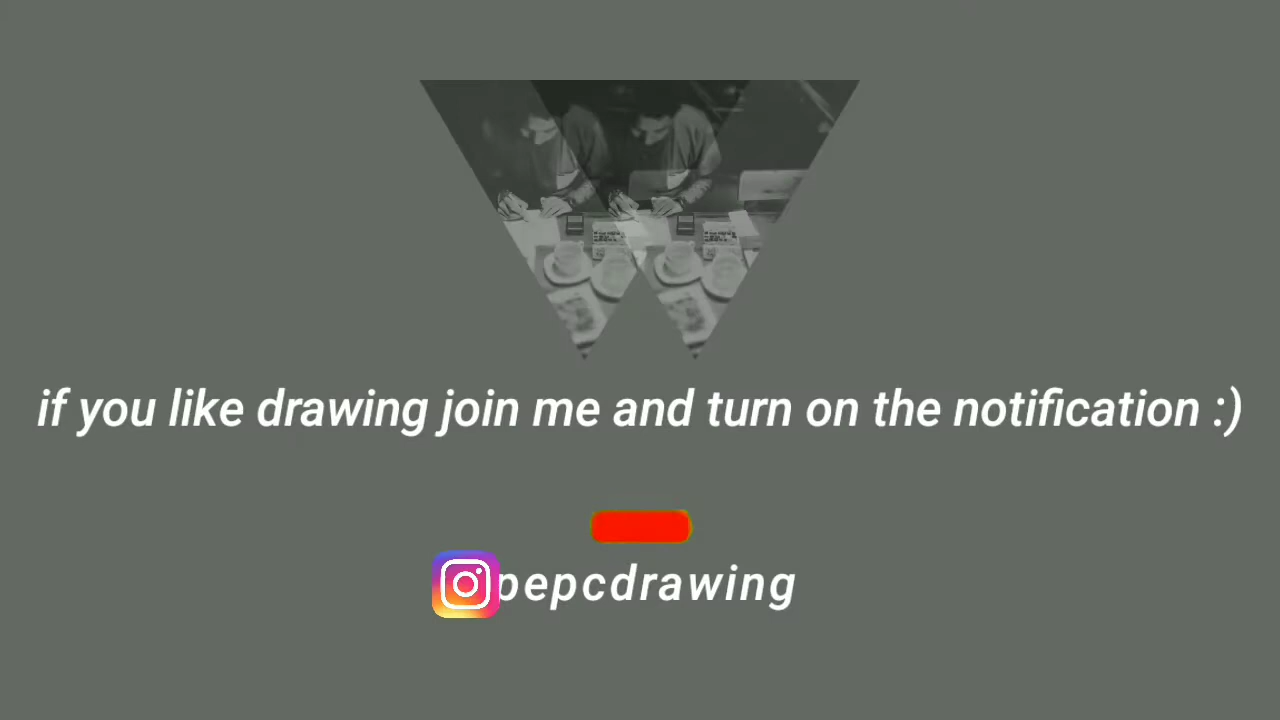 if you like drawing join me and turn on the notification :)
pepcdrawing